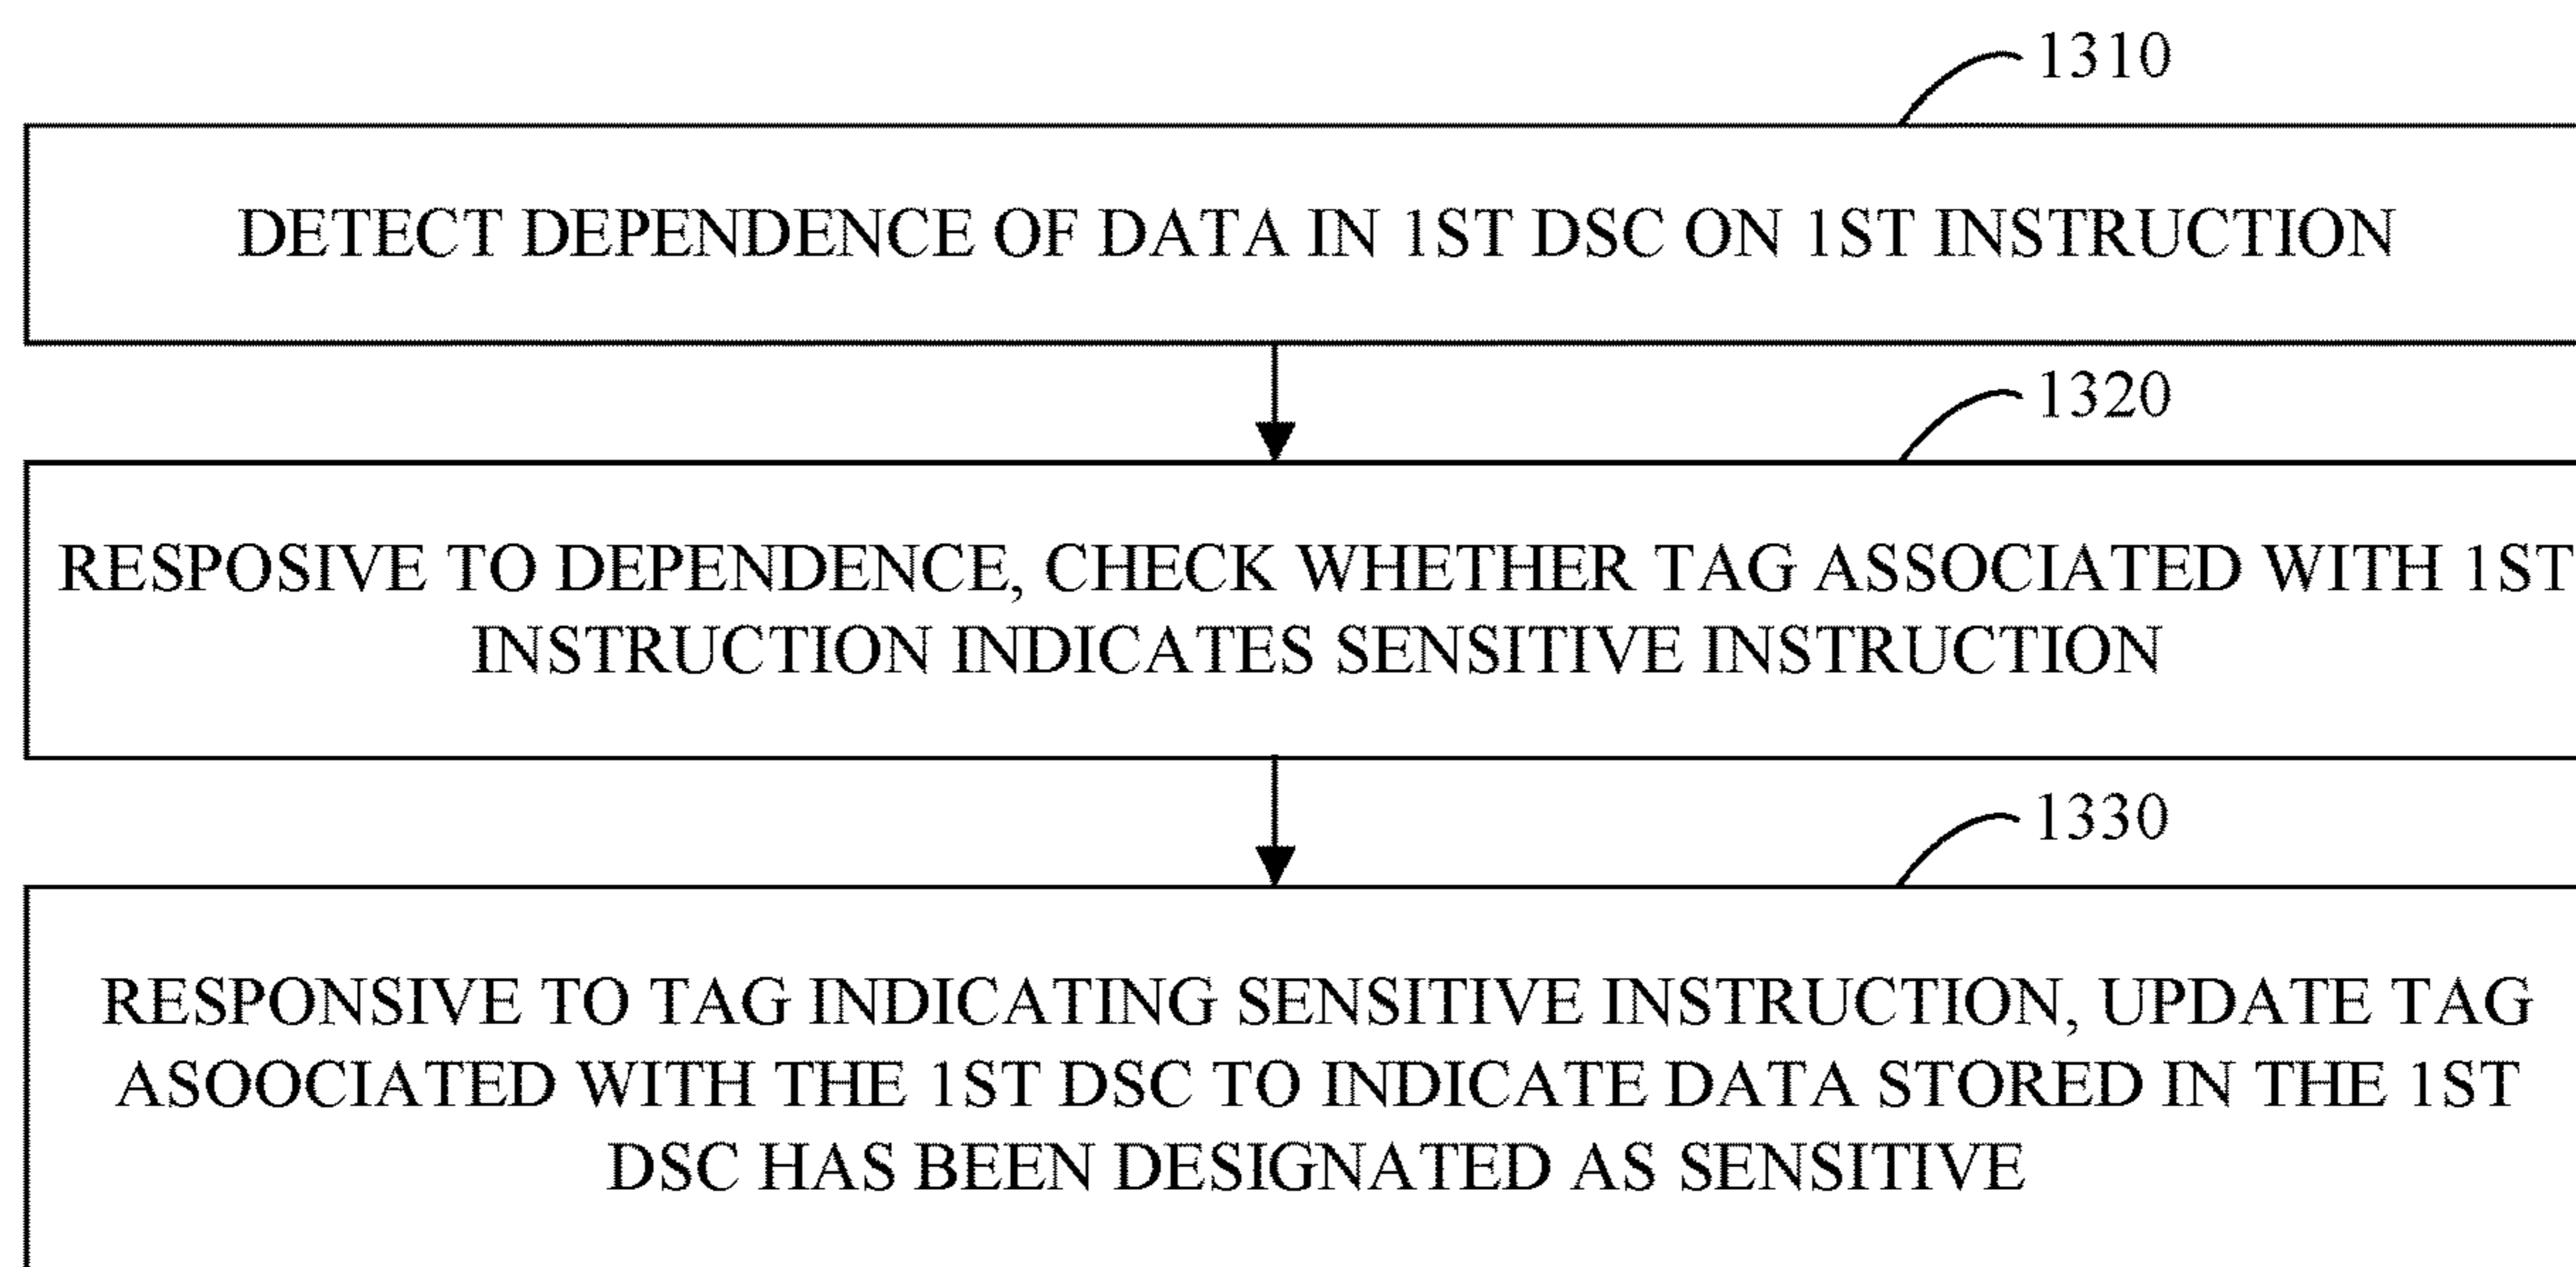 1310
DETECT DEPENDENCE OF DATA IN 1ST DSC ON 1ST INSTRUCTION
1320
RESPOSIVE TO DEPENDENCE, CHECK WHETHER TAG ASSOCIATED WITH 1ST
INSTRUCTION INDICATES SENSITIVE INSTRUCTION
1330
RESPONSIVE TO TAG INDICATING SENSITIVE INSTRUCTION, UPDATE TAG
ASOOCIATED WITH THE 1ST DSC TO INDICATE DATA STORED IN THE 1ST
DSC HAS BEEN DESIGNATED AS SENSITIVE